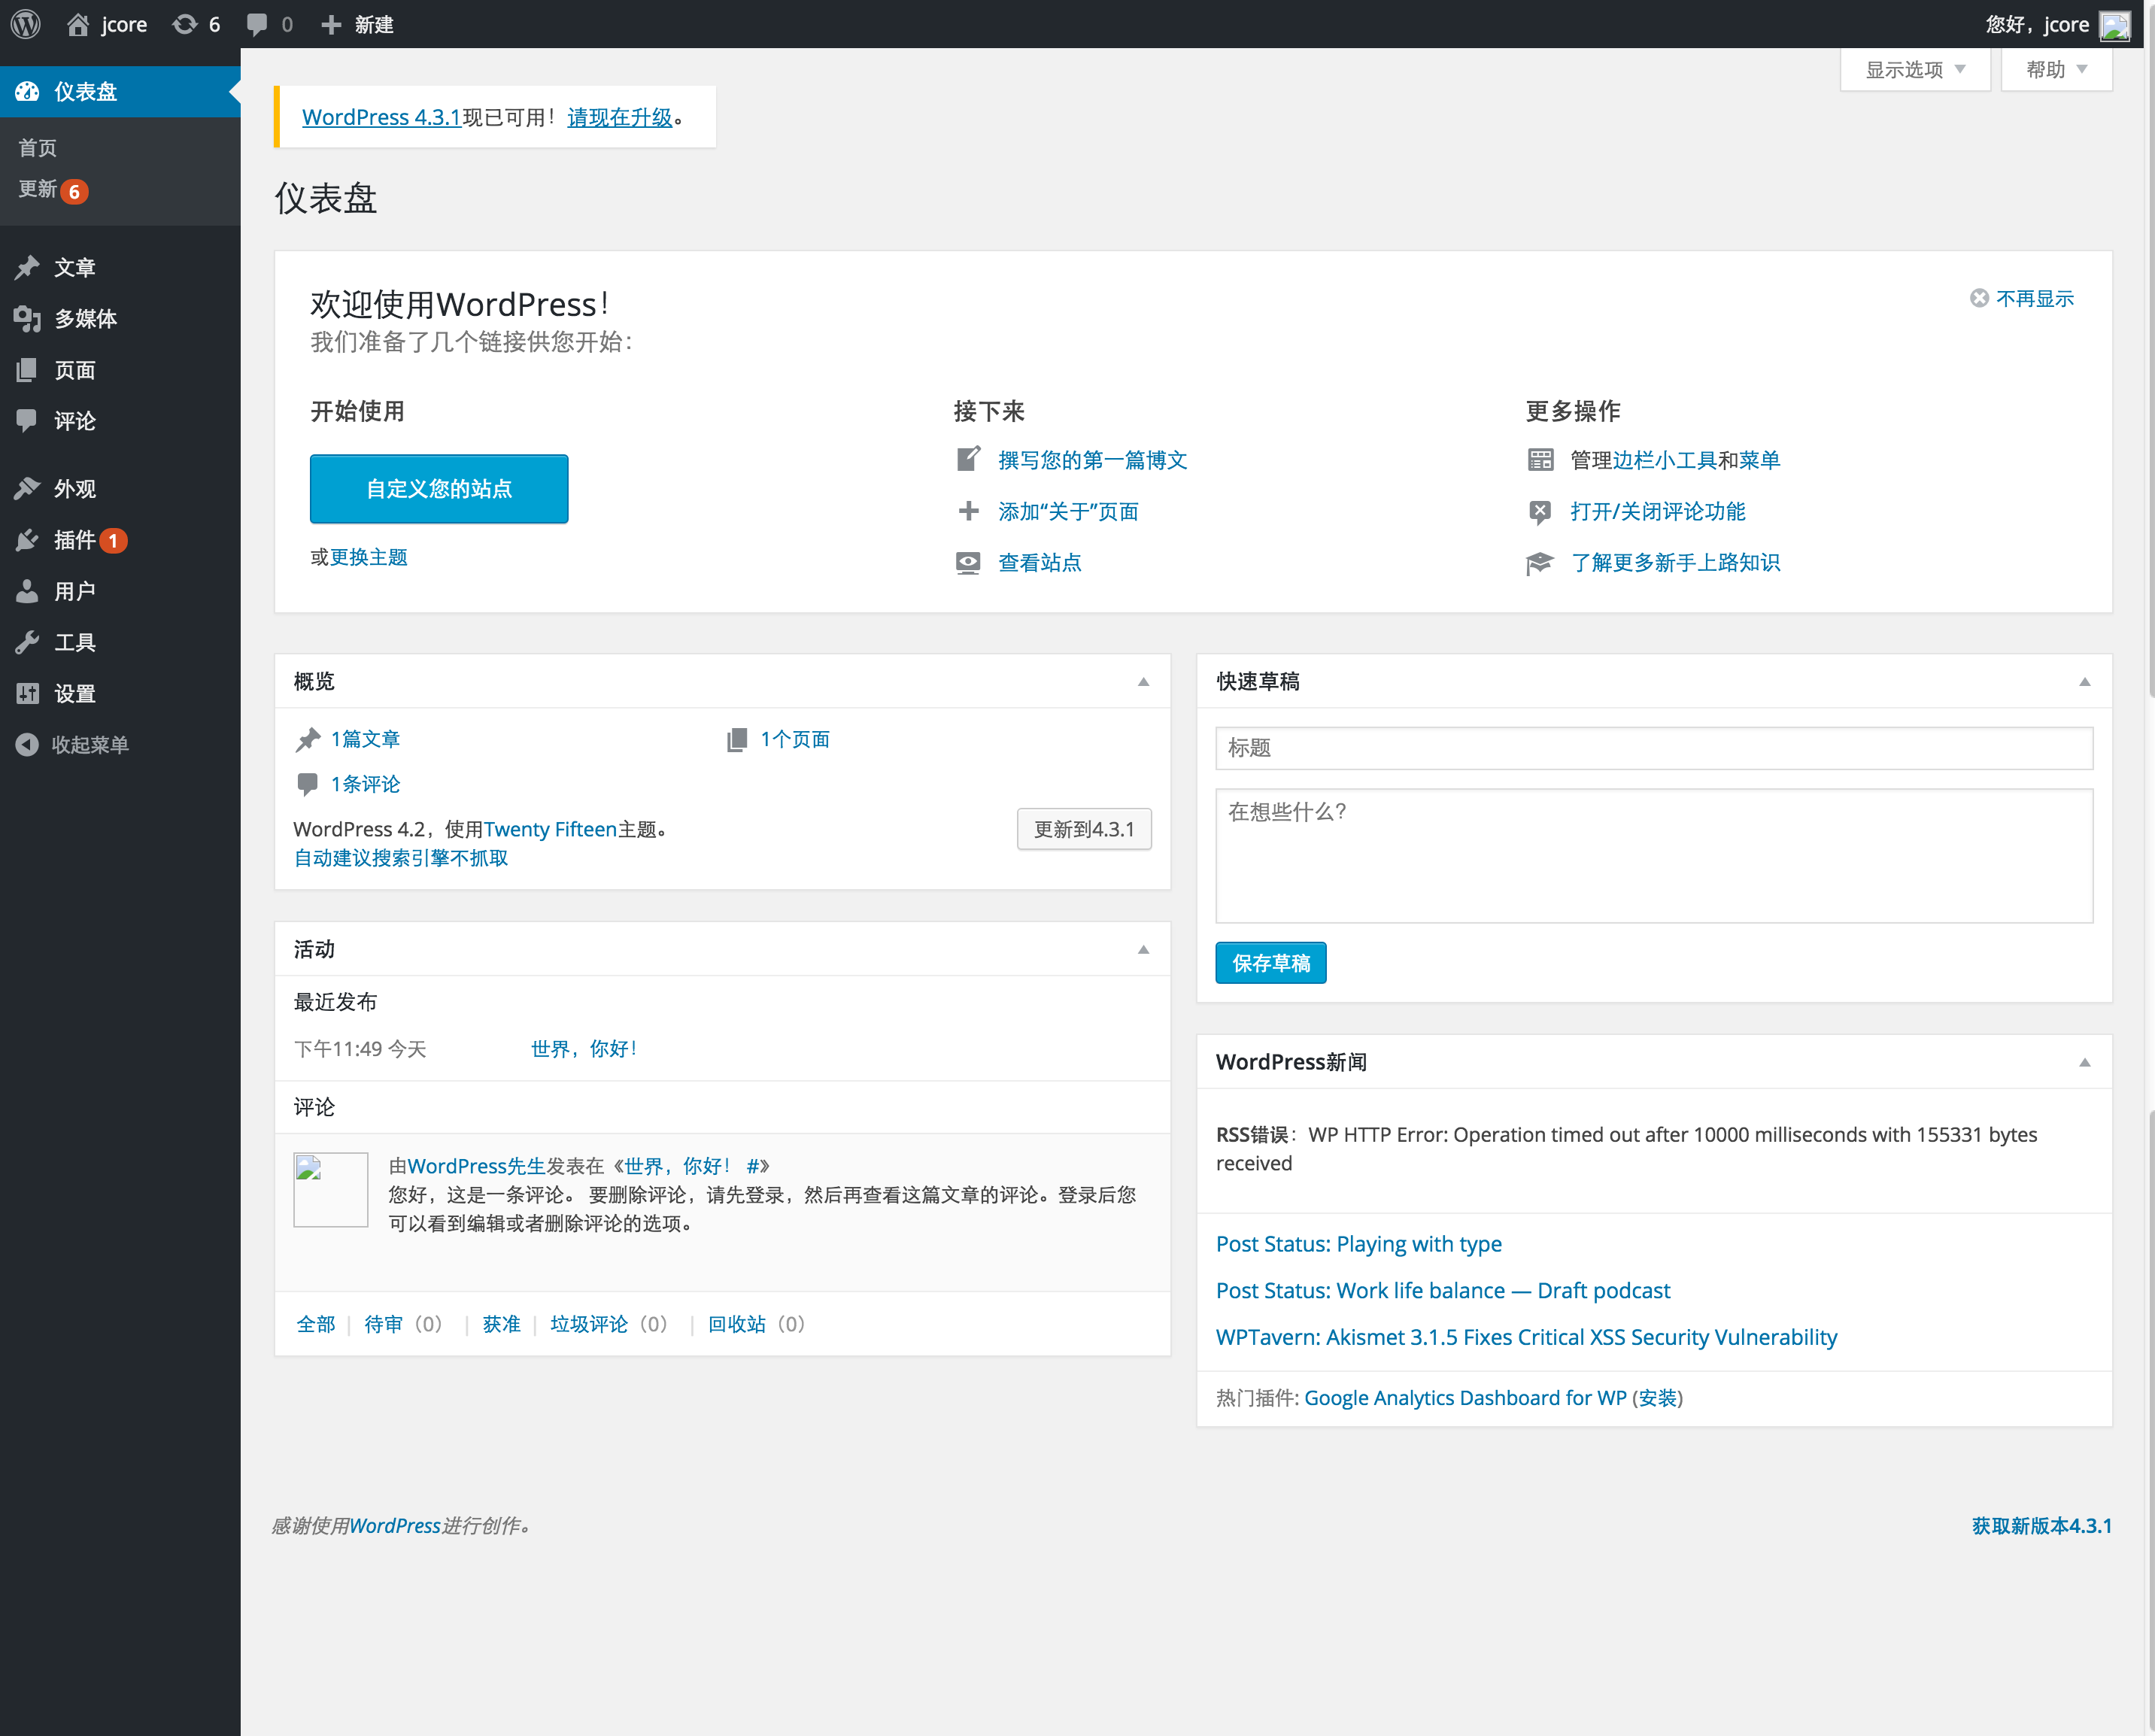 jcore 6 0 新建
您好，jcore
仪表盘
首页
更新 6
文章
多媒体
页面
评论
外观
插件 1
用户
工具
设置
收起菜单
显示选项
帮助
WordPress 4.3.1现已可用！请现在升级。
仪表盘
欢迎使用WordPress！
我们准备了几个链接供您开始：
不再显示
开始使用
自定义您的站点
或更换主题
接下来
撰写您的第一篇博文
添加“关于”页面
查看站点
更多操作
管理边栏小工具和菜单
打开/关闭评论功能
了解更多新手上路知识
概览
1篇文章
1个页面
1条评论
WordPress 4.2，使用Twenty Fifteen主题。
更新到4.3.1
自动建议搜索引擎不抓取
活动
最近发布
下午11:49 今天 世界，你好！
评论
由WordPress先生发表在《世界，你好！ #》
您好，这是一条评论。 要删除评论，请先登录，然后再查看这篇文章的评论。登录后您
可以看到编辑或者删除评论的选项。
全部 | 待审（0） | 获准 | 垃圾评论（0） | 回收站（0）
快速草稿
标题
在想些什么？
保存草稿
WordPress新闻
RSS错误：WP HTTP Error: Operation timed out after 10000 milliseconds with 155331 bytes
received
Post Status: Playing with type
Post Status: Work life balance — Draft podcast
WPTavern: Akismet 3.1.5 Fixes Critical XSS Security Vulnerability
热门插件: Google Analytics Dashboard for WP (安装)
感谢使用WordPress进行创作。
获取新版本4.3.1